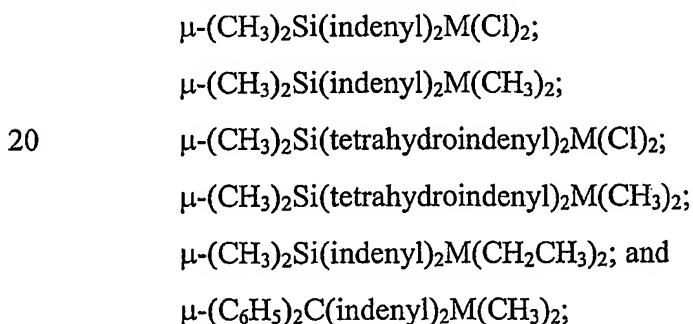 μ-(CH₃)₂Si(indenyl)₂M(Cl)₂;
μ-(CH₃)₂Si(indenyl)₂M(CH₃)₂;
20 μ-(CH₃)₂Si(tetrahydroindenyl)₂M(Cl)₂;
μ-(CH₃)₂Si(tetrahydroindenyl)₂M(CH₃)₂;
μ-(CH₃)₂Si(indenyl)₂M(CH₂CH₃)₂; and
μ-(C₆H₅)₂C(indenyl)₂M(CH₃)₂;